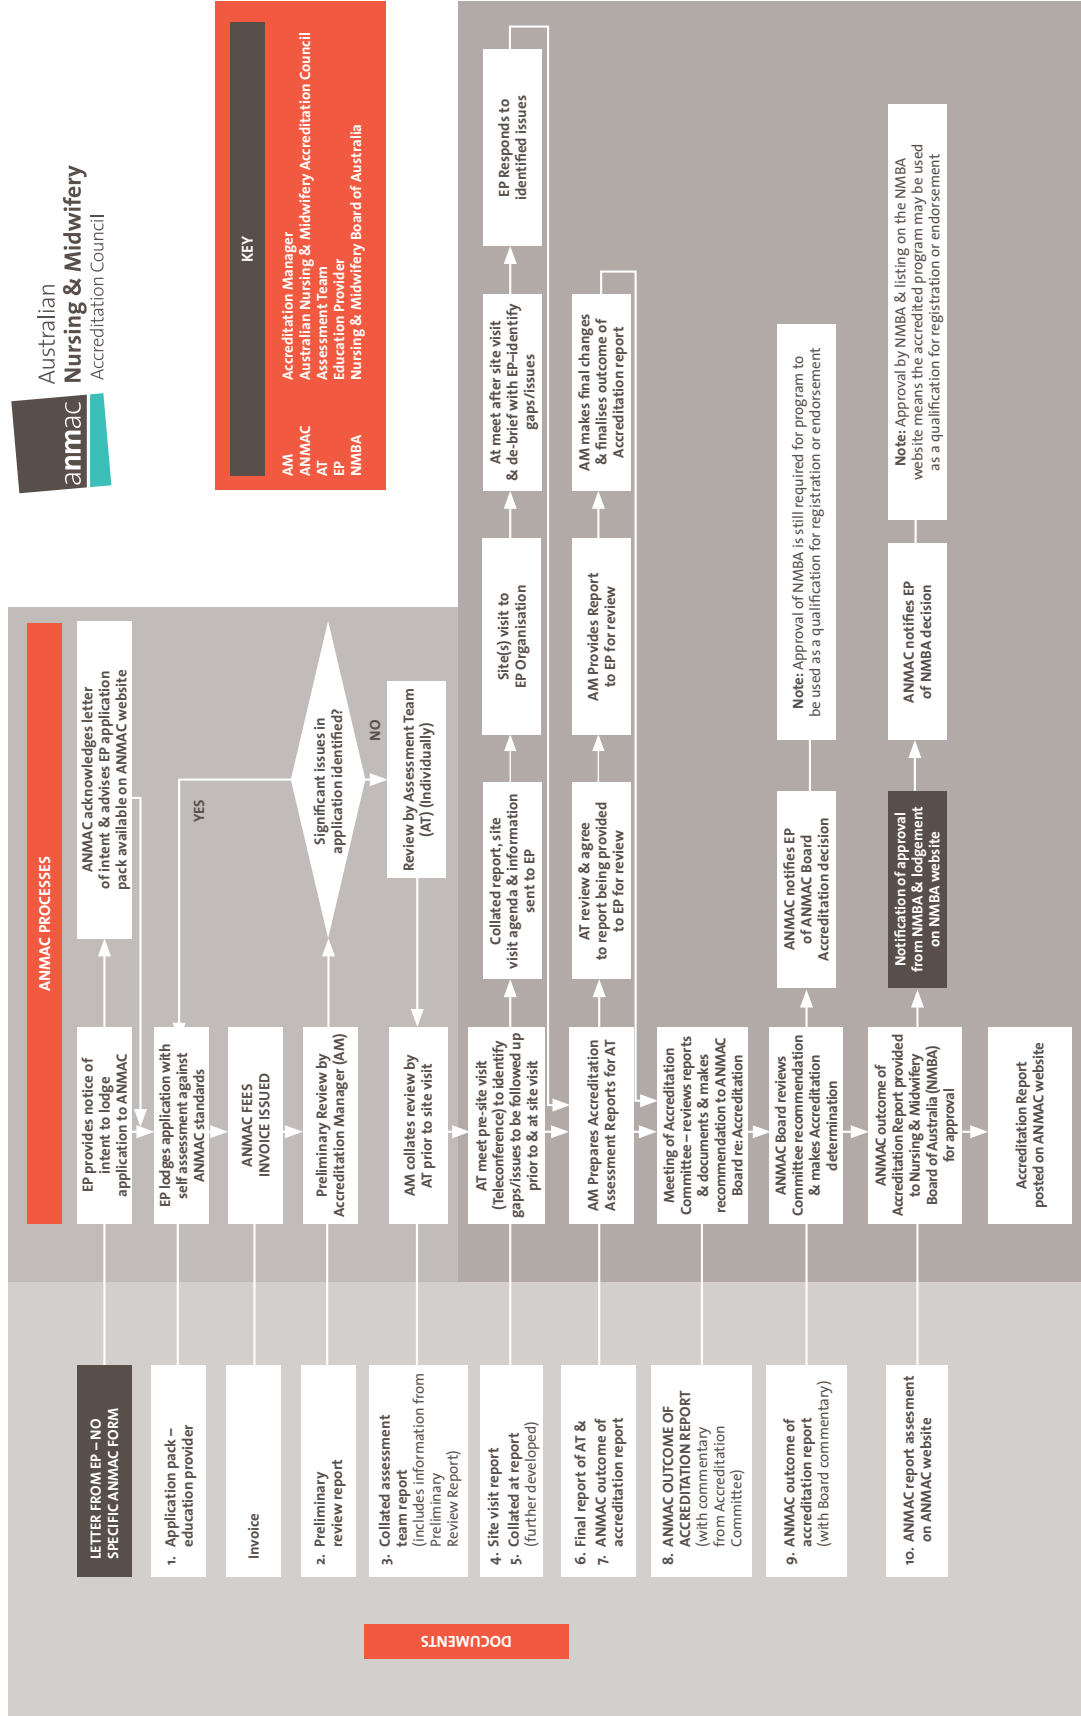 anmac
Australian
Nursing & Midwifery
Accreditation Council
KEY
AM Accreditation Manager
ANMAC Australian Nursing & Midwifery Accreditation Council
AT Assessment Team
EP Education Provider
NMBA Nursing & Midwifery Board of Australia
DOCUMENTS
ANMAC PROCESSES
LETTER FROM EP – NO
SPECIFIC ANMAC FORM
EP provides notice of
intent to lodge
application to ANMAC
ANMAC acknowledges letter
of intent & advises EP application
pack available on ANMAC website
1. Application pack –
education provider
EP lodges application with
self assessment against
ANMAC standards
YES
Invoice
ANMAC FEES
INVOICE ISSUED
2. Preliminary
review report
Preliminary Review by
Accreditation Manager (AM)
Significant issues in
application identified?
NO
3. Collated assessment
team report
(includes information from
Preliminary
Review Report)
AM collates review by
AT prior to site visit
Review by Assessment Team
(AT) (Individually)
4. Site visit report
5. Collated at report
(further developed)
AT meet pre-site visit
(Teleconference) to identify
gaps/issues to be followed up
prior to & at site visit
Collated report, site
visit agenda & information
sent to EP
Site(s) visit to
EP Organisation
At meet after site visit
& de-brief with EP–identify
gaps/issues
EP Responds to
identified issues
6. Final report of AT &
7. ANMAC outcome of
accreditation report
AM Prepares Accreditation
Assessment Reports for AT
AT review & agree
to report being provided
to EP for review
AM Provides Report
to EP for review
AM makes final changes
& finalises outcome of
Accreditation report
8. ANMAC OUTCOME OF
ACCREDITATION REPORT
(with commentary
from Accreditation
Committee)
Meeting of Accreditation
Committee – reviews reports
& documents & makes
recommendation to ANMAC
Board re: Accreditation
9. ANMAC outcome of
accreditation report
(with Board commentary)
ANMAC Board reviews
Committee recommendation
& makes Accreditation
determination
ANMAC notifies EP
of ANMAC Board
Accreditation decision
Note: Approval of NMBA is still required for program to
be used as a qualification for registration or endorsement
10. ANMAC report assesment
on ANMAC website
ANMAC outcome of
Accreditation Report provided
to Nursing & Midwifery
Board of Australia (NMBA)
for approval
Notification of approval
from NMBA & lodgement
on NMBA website
ANMAC notifies EP
of NMBA decision
Note: Approval by NMBA & listing on the NMBA
website means the accredited program may be used
as a qualification for registration or endorsement
Accreditation Report
posted on ANMAC website